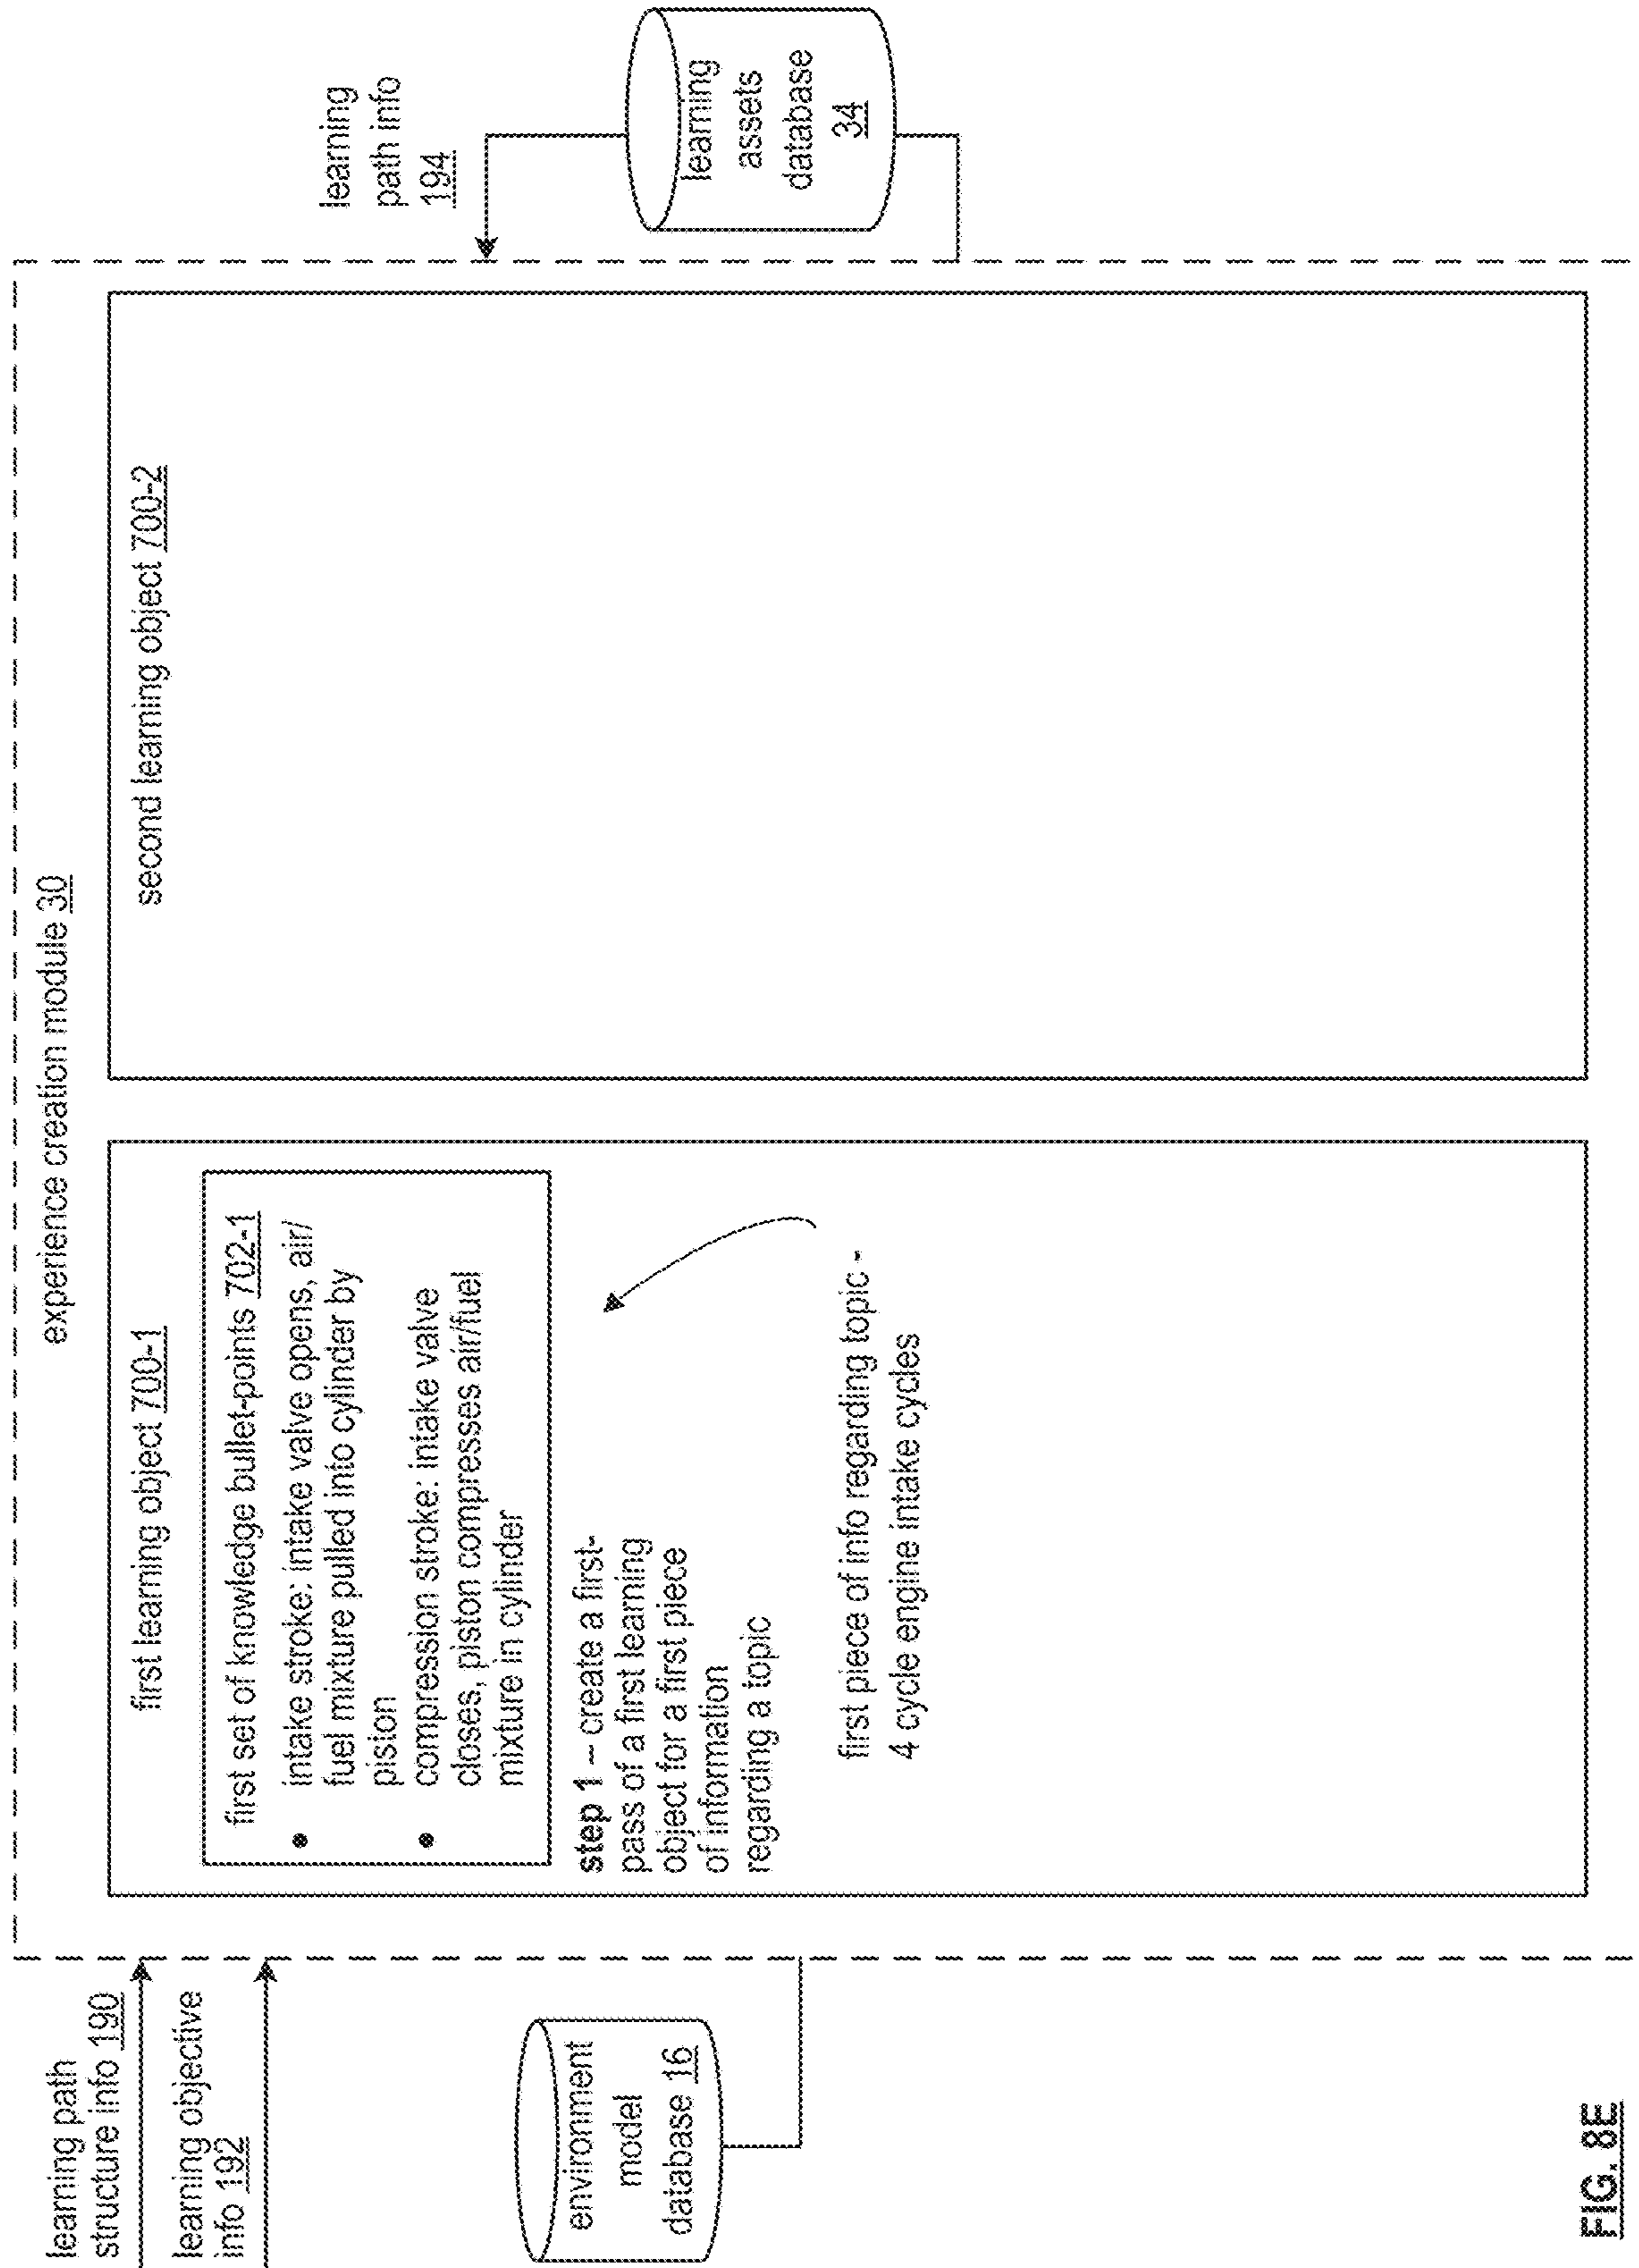 experience creation module 30
learning path
structure info 190
learning objective
info 192
environment
model
database 16
first learning object 700-1
first set of knowledge bullet-points 702-1
• intake stroke: intake valve opens, air/
fuel mixture pulled into cylinder by
piston
• compression stroke: intake valve
closes, piston compresses air/fuel
mixture in cylinder
step 1 – create a first-
pass of a first learning
object for a first piece
of information
regarding a topic
first piece of info regarding topic -
4 cycle engine intake cycles
second learning object 700-2
learning
path info
194
learning
assets
database
34
FIG. 8E